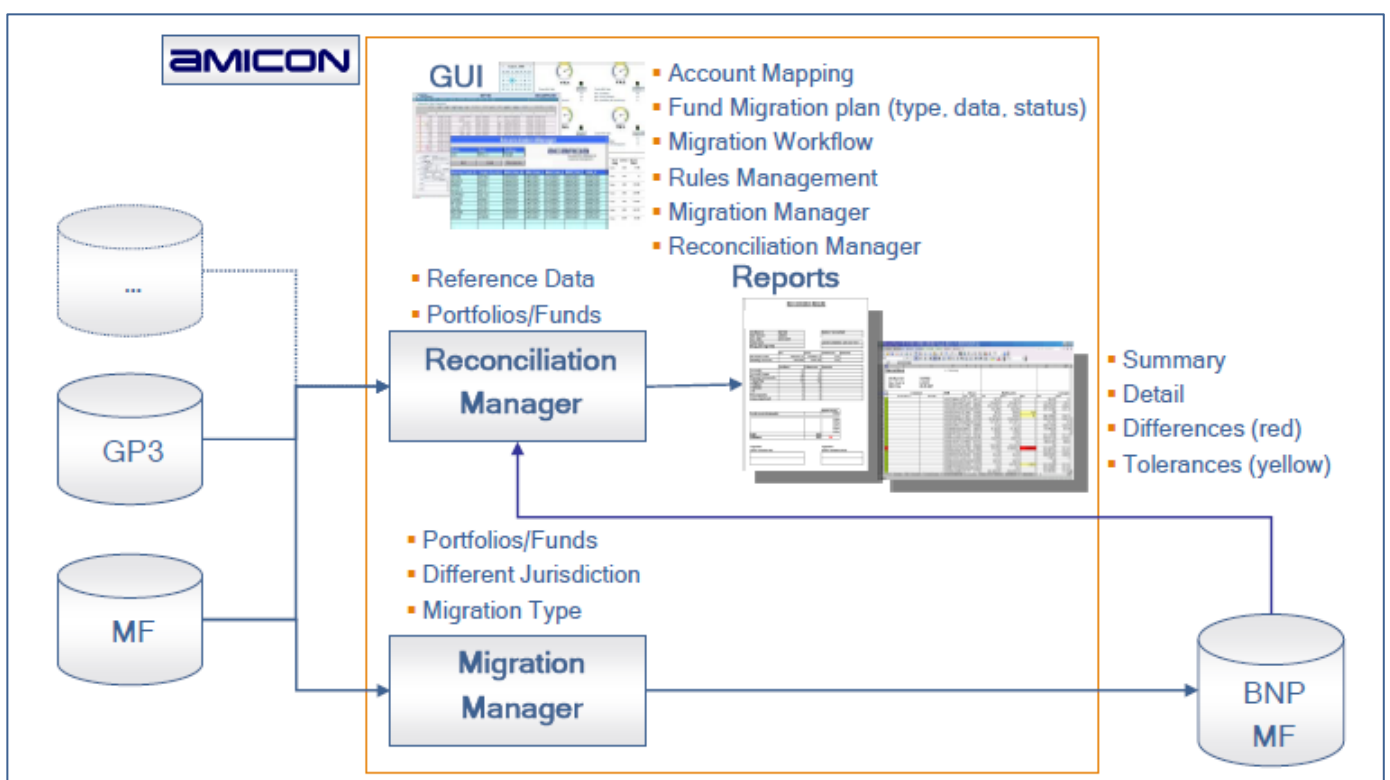 amicon
GUI
Account Mapping
Fund Migration plan (type, data, status)
Migration Workflow
Rules Management
Migration Manager
Reconciliation Manager
Reference Data
Portfolios/Funds
Reports
...
Reconciliation
Manager
GP3
Summary
Detail
Differences (red)
Tolerances (yellow)
Portfolios/Funds
Different Jurisdiction
Migration Type
MF
Migration
Manager
BNP
MF